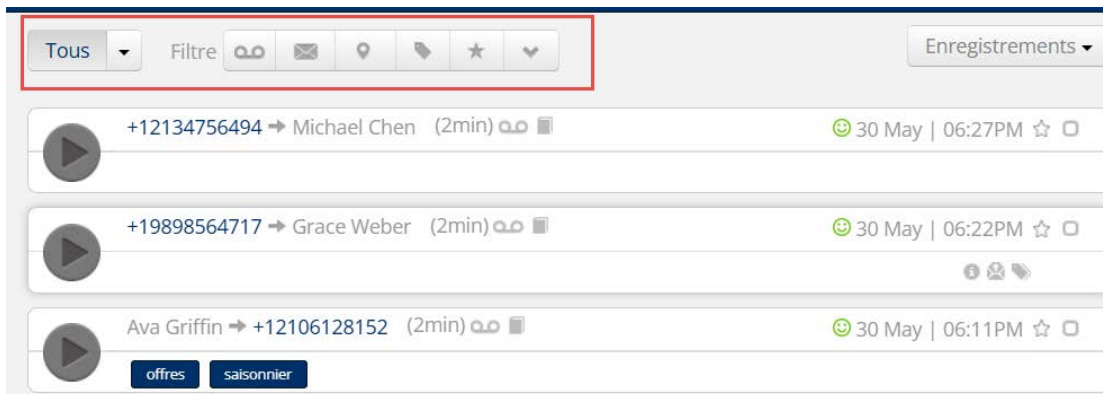 Tous Filtre Enregistrements
+12134756494 Michael Chen (2min) 30 May | 06:27PM
+19898564717 Grace Weber (2min) 30 May | 06:22PM
Ava Griffin +12106128152 (2min) 30 May | 06:11PM
offres saisonnier